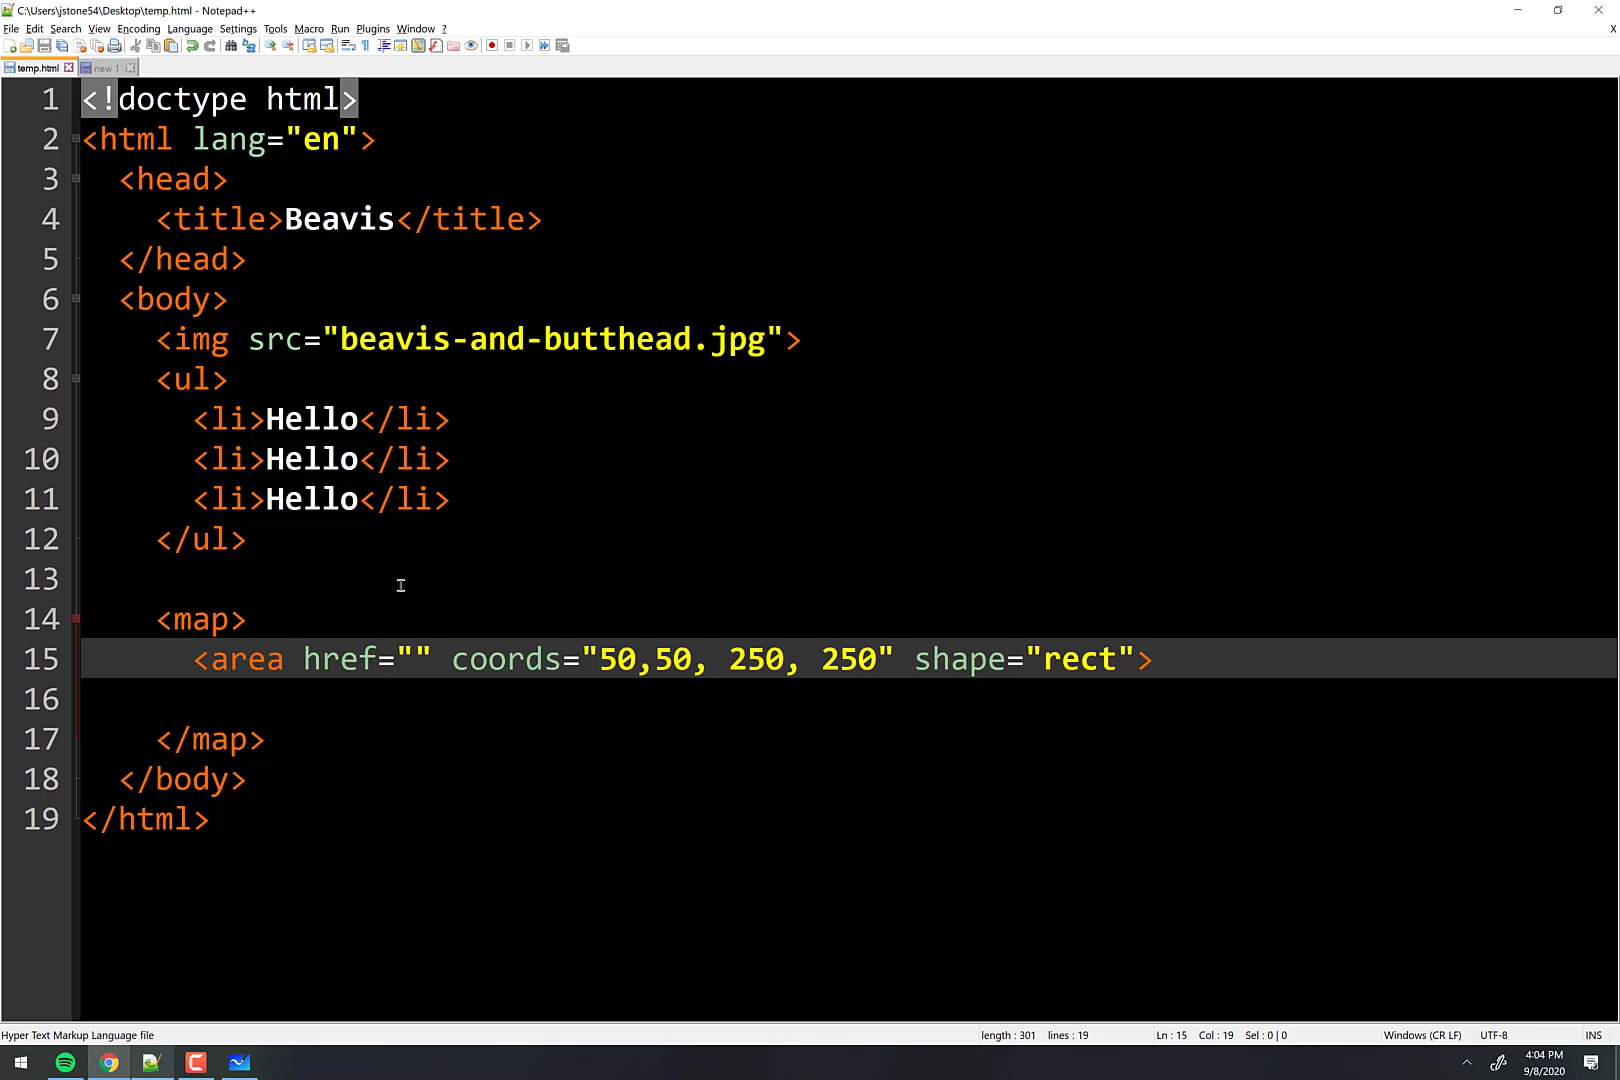 C:\Users\jstone54\Desktop\temp.html - Notepad++
File Edit Search View Encoding Language Settings Tools Macro Run Plugins Window ? X
temp.html new 1
1 <!doctype html>
2 <html lang="en">
3 <head>
4 <title>Beavis</title>
5 </head>
6 <body>
7 <img src="beavis-and-butthead.jpg">
8 <ul>
9 <li>Hello</li>
10 <li>Hello</li>
11 <li>Hello</li>
12 </ul>
13
14 <map>
15 <area href="" coords="50,50, 250, 250" shape="rect">
16
17 </map>
18 </body>
19 </html>
Hyper Text Markup Language file length : 301 lines : 19 Ln : 15 Col : 19 Sel : 0 | 0 Windows (CR LF) UTF-8 INS
4:04 PM
9/8/2020